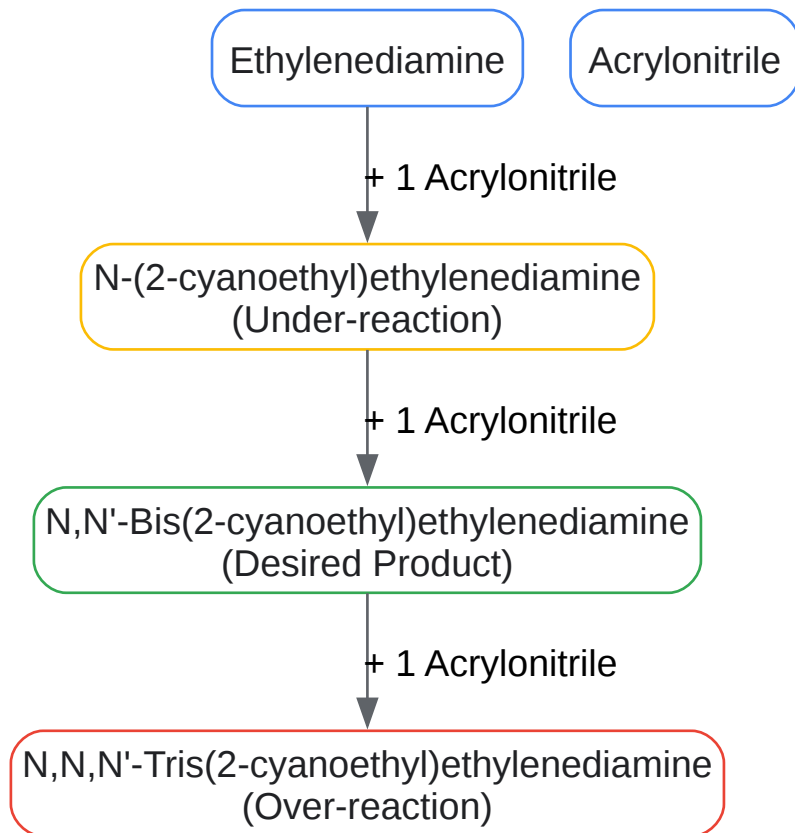 Ethylenediamine
Acrylonitrile
+ 1 Acrylonitrile
N-(2-cyanoethyl)ethylenediamine
(Under-reaction)
+ 1 Acrylonitrile
N,N'-Bis(2-cyanoethyl)ethylenediamine
(Desired Product)
+ 1 Acrylonitrile
N,N,N'-Tris(2-cyanoethyl)ethylenediamine
(Over-reaction)